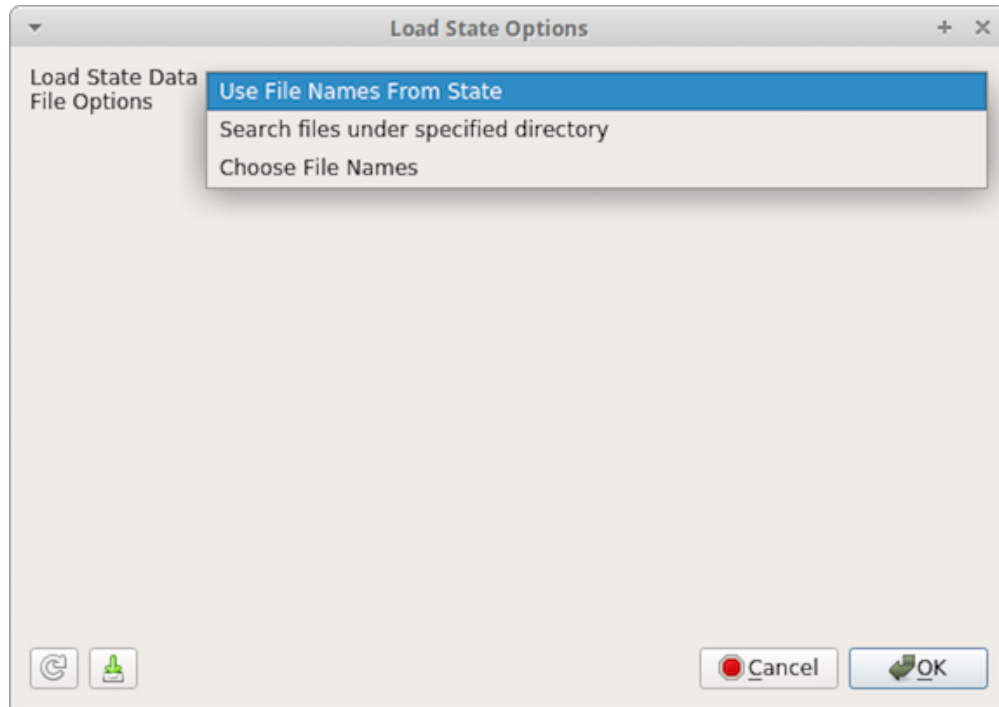 Load State Options
Load State Data
File Options
Use File Names From State
Search files under specified directory
Choose File Names
Cancel
OK